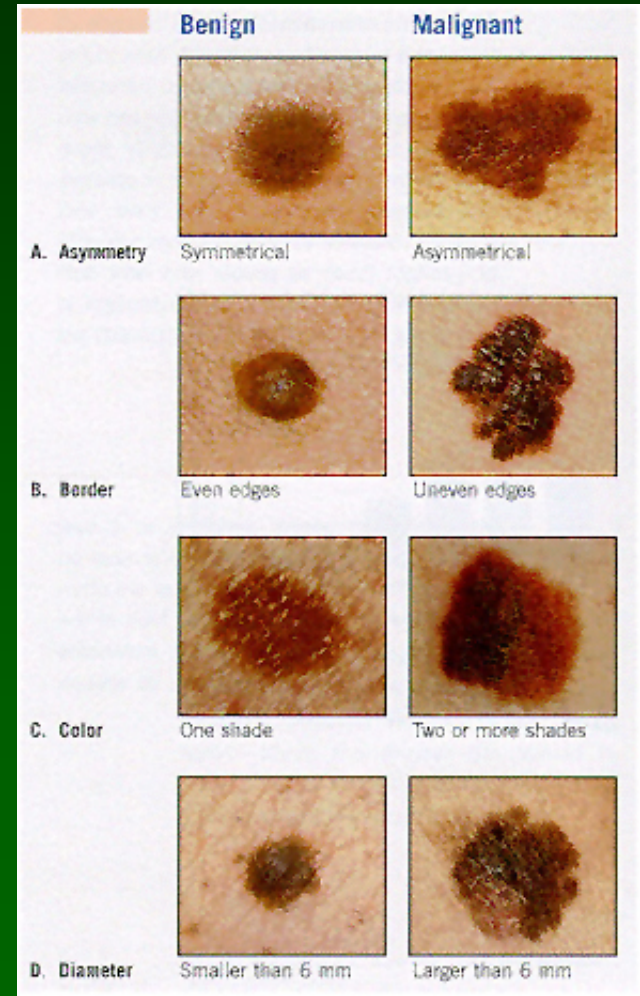 Benign Malignant
A. Asymmetry Symmetrical Asymmetrical
B. Border Even edges Uneven edges
C. Color One shade Two or more shades
D. Diameter Smaller than 6 mm Larger than 6 mm